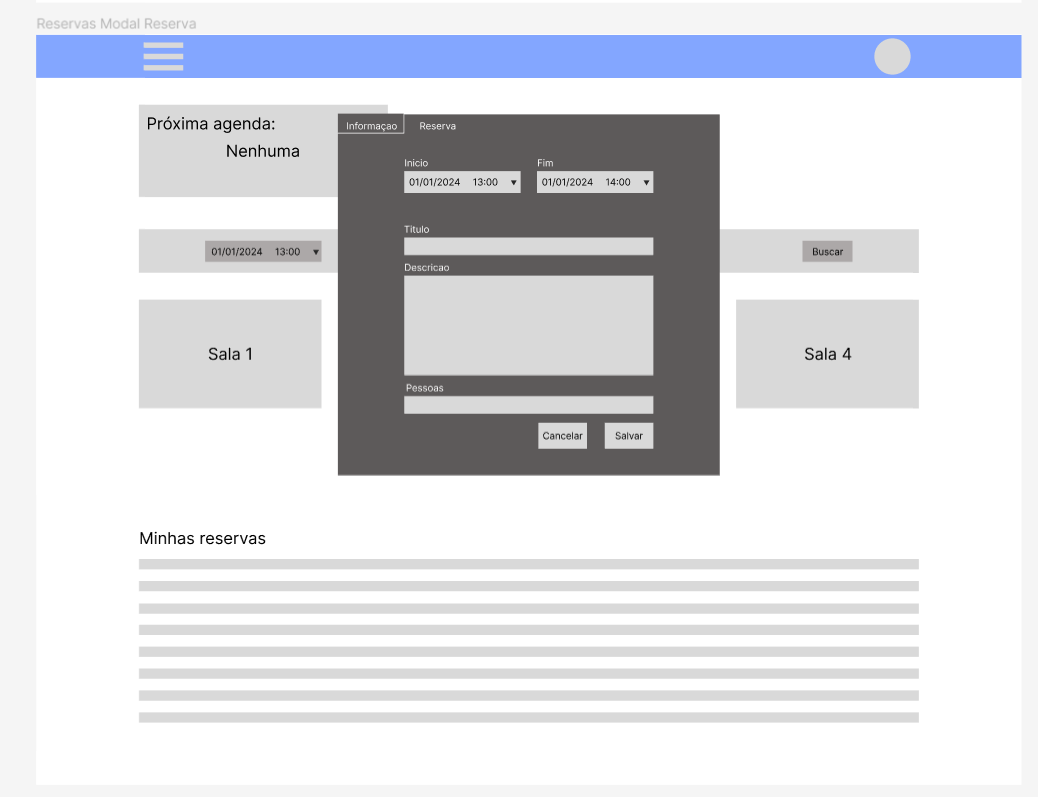 Reservas Modal Reserva
Próxima agenda:
Nenhuma
Informaçao Reserva
Inicio Fim
01/01/2024 13:00 ▼ 01/01/2024 14:00 ▼
Titulo
01/01/2024 13:00 ▼
Buscar
Descricao
Sala 1
Sala 4
Pessoas
Cancelar Salvar
Minhas reservas